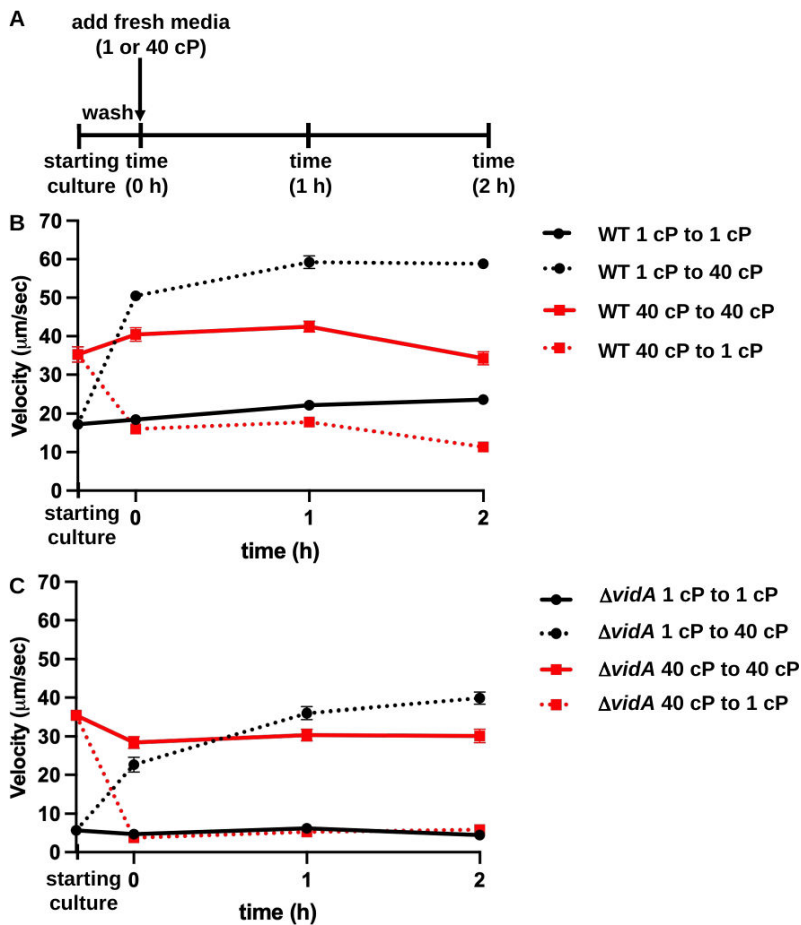 A
add fresh media
(1 or 40 cP)
wash
starting time time time
culture (0 h) (1 h) (2 h)
B
70
60
50
40
30
20
10
0
Velocity (μm/sec)
starting 0 1 2
culture
time (h)
WT 1 cP to 1 cP
WT 1 cP to 40 cP
WT 40 cP to 40 cP
WT 40 cP to 1 cP
C
70
60
50
40
30
20
10
0
Velocity (μm/sec)
starting 0 1 2
culture
time (h)
ΔvidA 1 cP to 1 cP
ΔvidA 1 cP to 40 cP
ΔvidA 40 cP to 40 cP
ΔvidA 40 cP to 1 cP